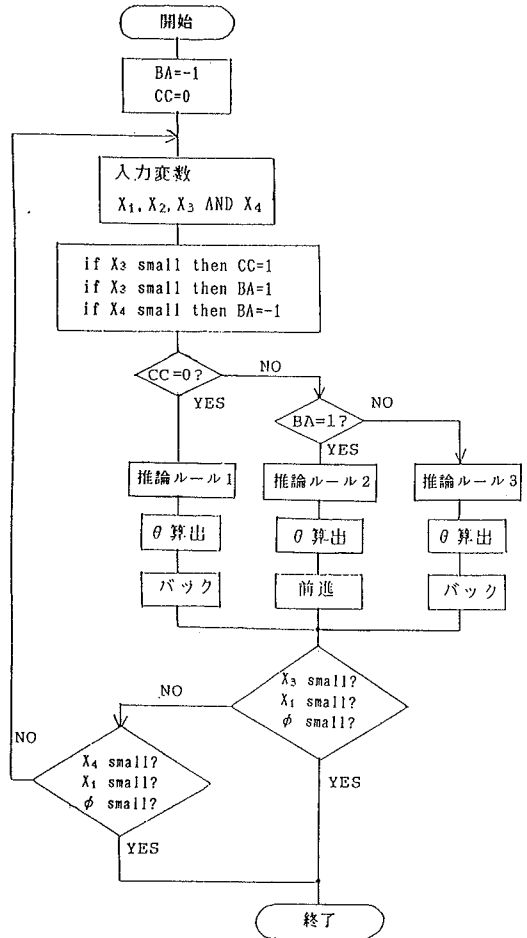 開始
BA=-1
CC=0
入力変数
X₁, X₂, X₃ AND X₄
if X₃ small then CC=1
if X₃ small then BA=1
if X₄ small then BA=-1
CC=0?
NO
YES
BA=1?
NO
YES
推論ルール1
推論ルール2
推論ルール3
θ 算出
θ 算出
θ 算出
バック
前進
バック
X₃ small?
X₁ small?
φ small?
NO
YES
X₄ small?
X₁ small?
φ small?
NO
YES
終了